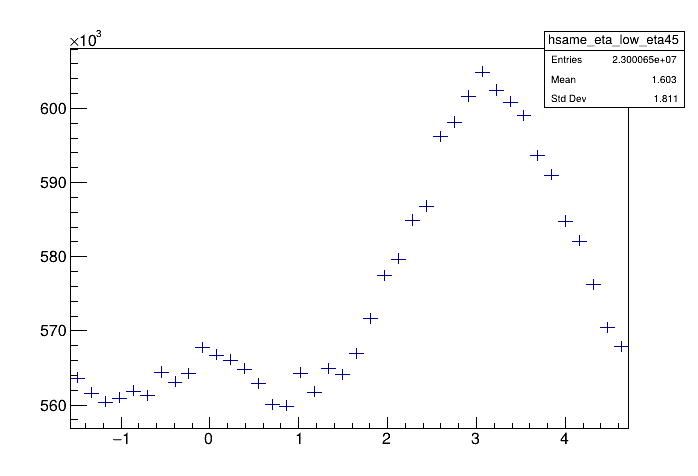 ×10³
hsame_eta_low_eta45
Entries 2.300065e+07
Mean 1.603
Std Dev 1.811
600
590
580
570
560
−1 0 1 2 3 4